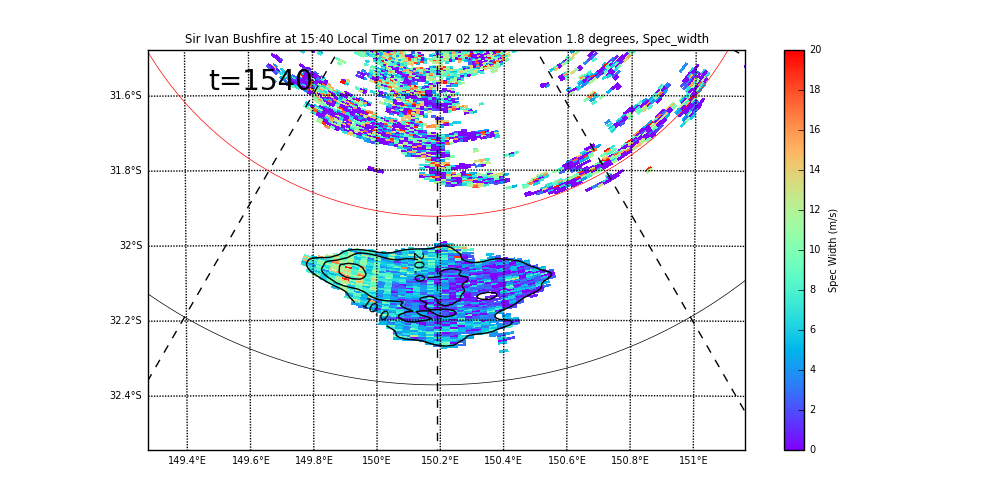 Sir Ivan Bushfire at 15:40 Local Time on 2017 02 12 at elevation 1.8 degrees, Spec_width
t=1540
31.6°S
31.8°S
32°S
32.2°S
32.4°S
149.4°E 149.6°E 149.8°E 150°E 150.2°E 150.4°E 150.6°E 150.8°E 151°E
20
18
16
14
12
10
8
6
4
2
0
Spec Width (m/s)